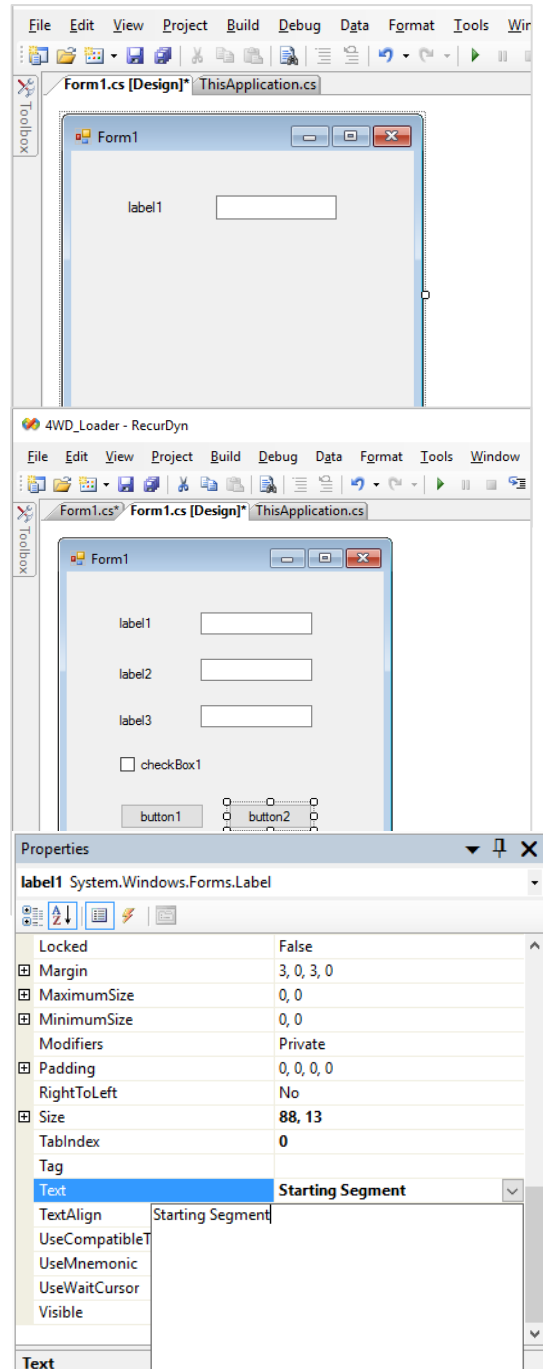 File Edit View Project Build Debug Data Format Tools
Form1.cs [Design]* ThisApplication.cs
Toolbox
Form1
label1
4WD_Loader - RecurDyn
File Edit View Project Build Debug Data Format Tools Window
Form1.cs* Form1.cs [Design]* ThisApplication.cs
Toolbox
Form1
label1
label2
label3
checkBox1
button1 button2
Properties
label1 System.Windows.Forms.Label
Locked False
Margin 3, 0, 3, 0
MaximumSize 0, 0
MinimumSize 0, 0
Modifiers Private
Padding 0, 0, 0, 0
RightToLeft No
Size 88, 13
TabIndex 0
Tag
Text Starting Segment
TextAlign Starting Segment
UseCompatibleT
UseMnemonic
UseWaitCursor
Visible
Text